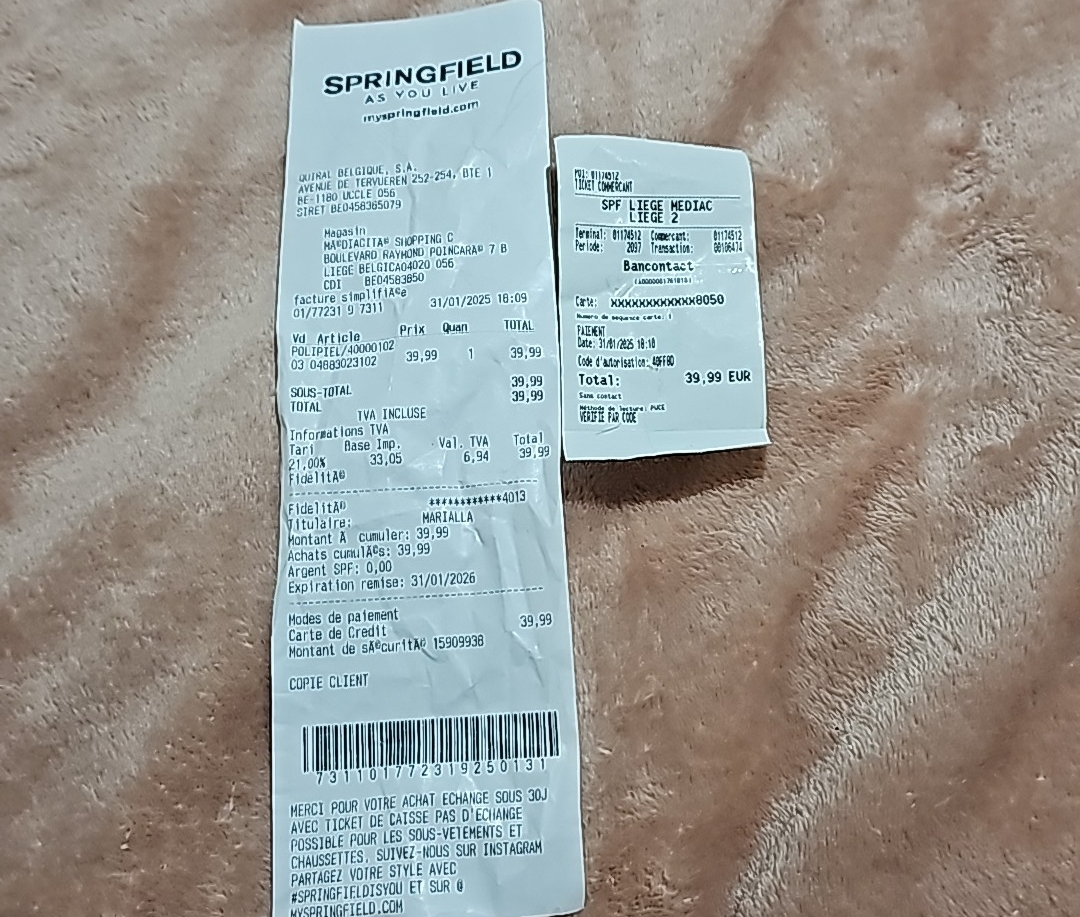 SPRINGFIELD
AS YOU LIVE
myspringfield.com
QUIRAL BELGIQUE, S.A.
AVENUE DE TERVUEREN 252-254, BTE 1
BE-1180 UCCLE 056
SIRET BE0458365079
Magasin
MÃ©DIACITÃ© SHOPPING C
BOULEVARD RAYMOND POINCARÃ© 7 B
LIEGE BELGICA04020 056
CDI BE04583650
facture simplifiÃ©e
01/77231 9 7311 31/01/2025 18:09
Vd Article Prix Quan TOTAL
POLIPIEL/40000102
03 04883023102 39,99 1 39,99
SOUS-TOTAL 39,99
TOTAL 39,99
TVA INCLUSE
Informations TVA
Tari Base Imp. Val. TVA Total
21,00% 33,05 6,94 39,99
FidelitÃ©
FidelitÃ© ************4013
Titulaire: MARIALLA
Montant Ã cumuler: 39,99
Achats cumulÃ©s: 39,99
Argent SPF: 0,00
Expiration remise: 31/01/2026
Modes de paiement
Carte de Credit 39,99
Montant de sÃ©curitÃ© 15909938
COPIE CLIENT
731101772319250131
MERCI POUR VOTRE ACHAT ECHANGE SOUS 30J
AVEC TICKET DE CAISSE PAS D'ECHANGE
POSSIBLE POUR LES SOUS-VETEMENTS ET
CHAUSSETTES, SUIVEZ-NOUS SUR INSTAGRAM
PARTAGEZ VOTRE STYLE AVEC
#SPRINGFIELDISYOU ET SUR @
MYSPRINGFIELD.COM
POI: 01174512
TICKET COMMERCANT
SPF LIEGE MEDIAC
LIEGE 2
Terminal: 01174512 Commercant: 01174512
Periode: 2097 Transaction: 00106474
Bancontact
Carte: XXXXXXXXXXXXX8050
Numero de sequence carte: 1
PAIEMENT
Date: 31/01/2025 18:10
Code d'autorisation:
Total: 39,99 EUR
Sans contact
Méthode de lecture: PUCE
VERIFIE PAR CODE